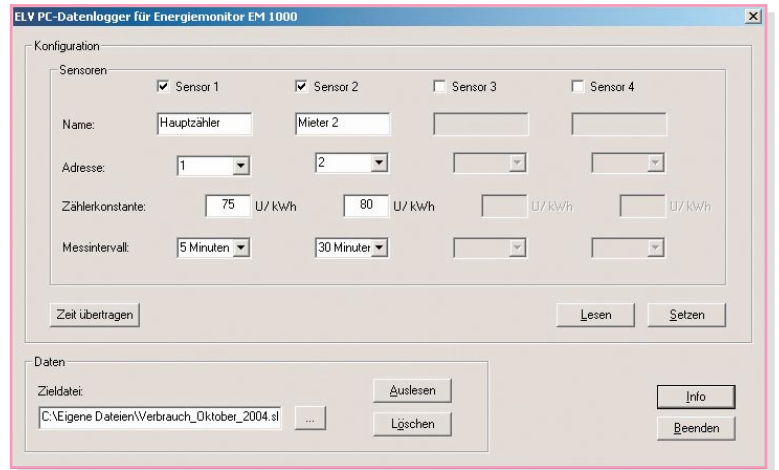 ELV PC-Datenlogger für Energiemonitor EM 1000
Konfiguration
Sensoren
Sensor 1 Sensor 2 Sensor 3 Sensor 4
Name: Hauptzähler Mieter 2
Adresse: 1 2
Zählerkonstante: 75 U/ kWh 80 U/ kWh U/ kWh U/ kWh
Messintervall: 5 Minuten 30 Minuter
Zeit übertragen Lesen Setzen
Daten
Zieldatei: Auslesen
C:\Eigene Dateien\Verbrauch_Oktober_2004.sl ... Löschen
Info
Beenden